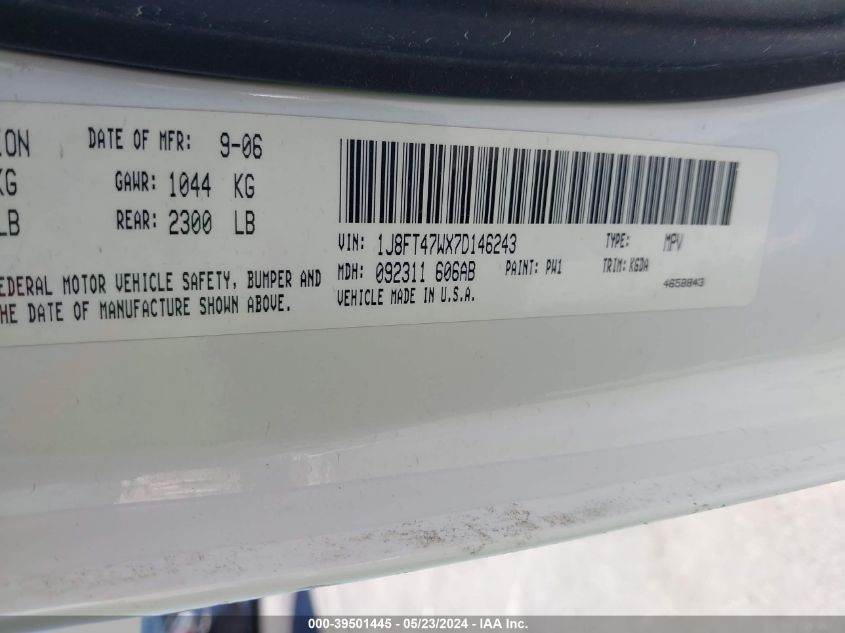 ION DATE OF MFR: 9-06
KG GAWR: 1044 KG
LB REAR: 2300 LB
EDERAL MOTOR VEHICLE SAFETY, BUMPER AND
HE DATE OF MANUFACTURE SHOWN ABOVE.
VIN: 1J8FT47WX7D146243 TYPE: MPV
MDH: 092311 606AB PAINT: PW1 TRIM: KGDA
VEHICLE MADE IN U.S.A. 4658843
000-39501445 - 05/23/2024 - IAA Inc.